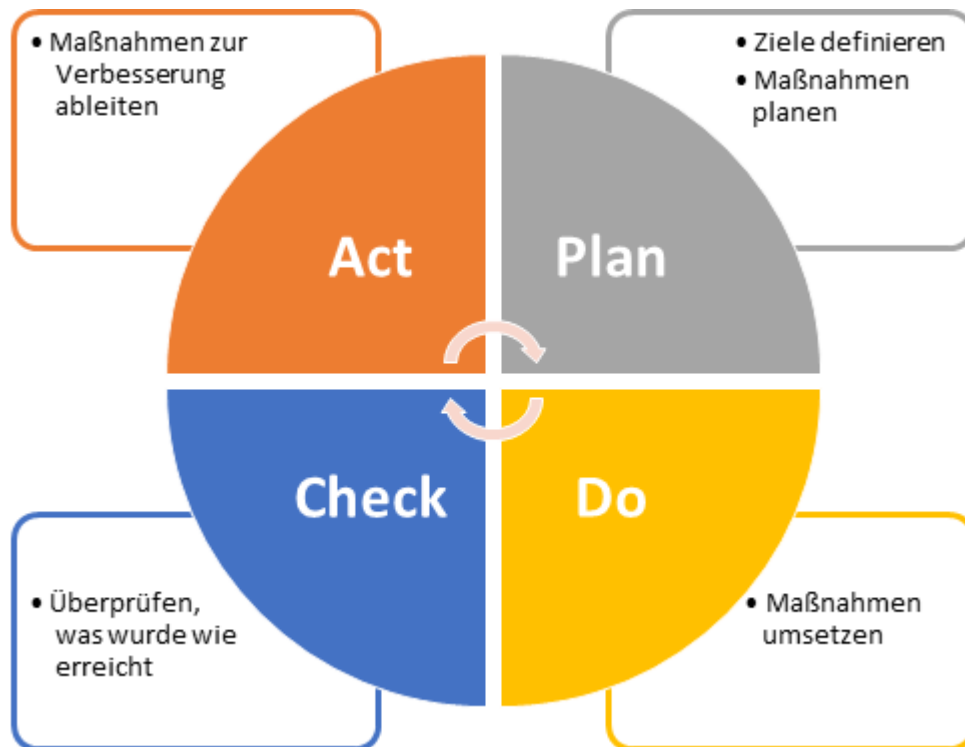 • Maßnahmen zur
Verbesserung
ableiten
• Ziele definieren
• Maßnahmen
planen
Act
Plan
Check
Do
• Überprüfen,
was wurde wie
erreicht
• Maßnahmen
umsetzen